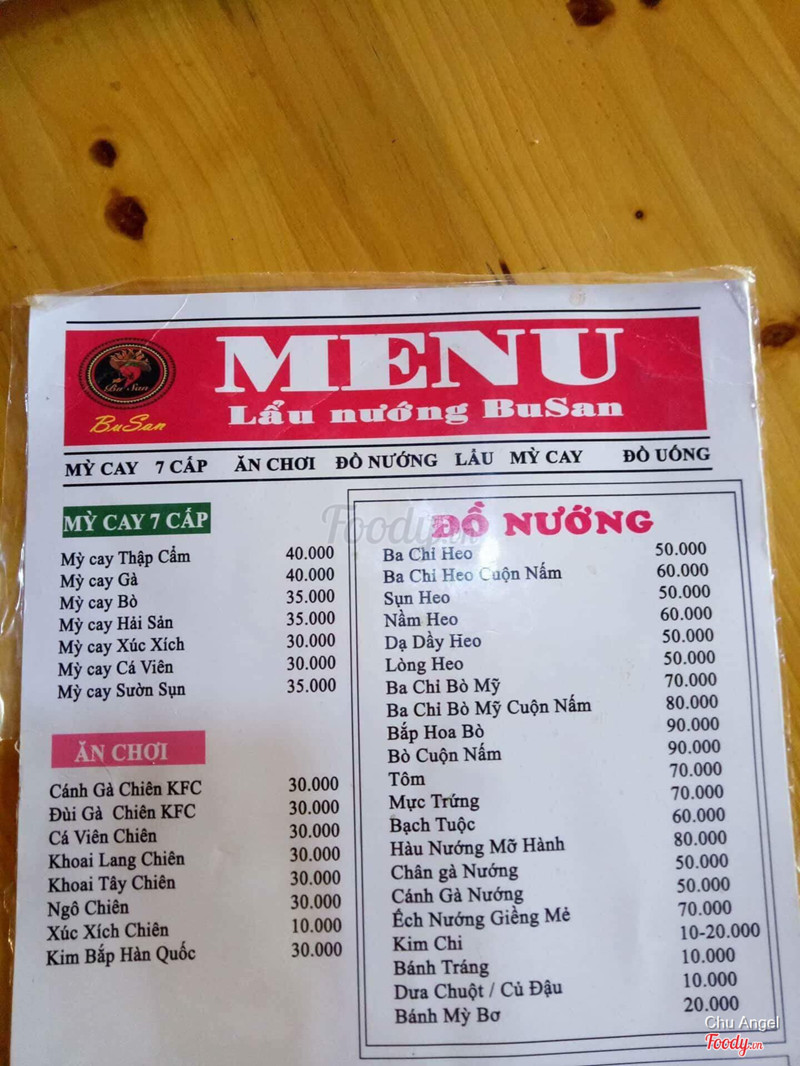 MENU
Bu San
BuSan
Lẩu nướng BuSan
MỲ CAY 7 CẤP ĂN CHƠI ĐỒ NƯỚNG LẨU MỲ CAY ĐỒ UỐNG
MỲ CAY 7 CẤP
Mỳ cay Thập Cẩm 40.000
Mỳ cay Gà 40.000
Mỳ cay Bò 35.000
Mỳ cay Hải Sản 35.000
Mỳ cay Xúc Xích 30.000
Mỳ cay Cá Viên 30.000
Mỳ cay Sườn Sụn 35.000
ĂN CHỢI
Cánh Gà Chiên KFC 30.000
Đùi Gà Chiên KFC 30.000
Cá Viên Chiên 30.000
Khoai Lang Chiên 30.000
Khoai Tây Chiên 30.000
Ngô Chiên 30.000
Xúc Xích Chiên 10.000
Kim Bắp Hàn Quốc 30.000
ĐỒ NƯỚNG
Ba Chỉ Heo 50.000
Ba Chỉ Heo Cuộn Nấm 60.000
Sụn Heo 50.000
Nầm Heo 60.000
Dạ Dầy Heo 50.000
Lòng Heo 50.000
Ba Chỉ Bò Mỹ 70.000
Ba Chỉ Bò Mỹ Cuộn Nấm 80.000
Bắp Hoa Bò 90.000
Bò Cuộn Nấm 90.000
Tôm 70.000
Mực Trứng 70.000
Bạch Tuộc 60.000
Hàu Nướng Mỡ Hành 80.000
Chân gà Nướng 50.000
Cánh Gà Nướng 50.000
Ếch Nướng Giềng Mẻ 70.000
Kim Chi 10-20.000
Bánh Tráng 10.000
Dưa Chuột / Củ Đậu 10.000
Bánh Mỳ Bơ 20.000
Foody.vn
Chu Angel
Foody.vn